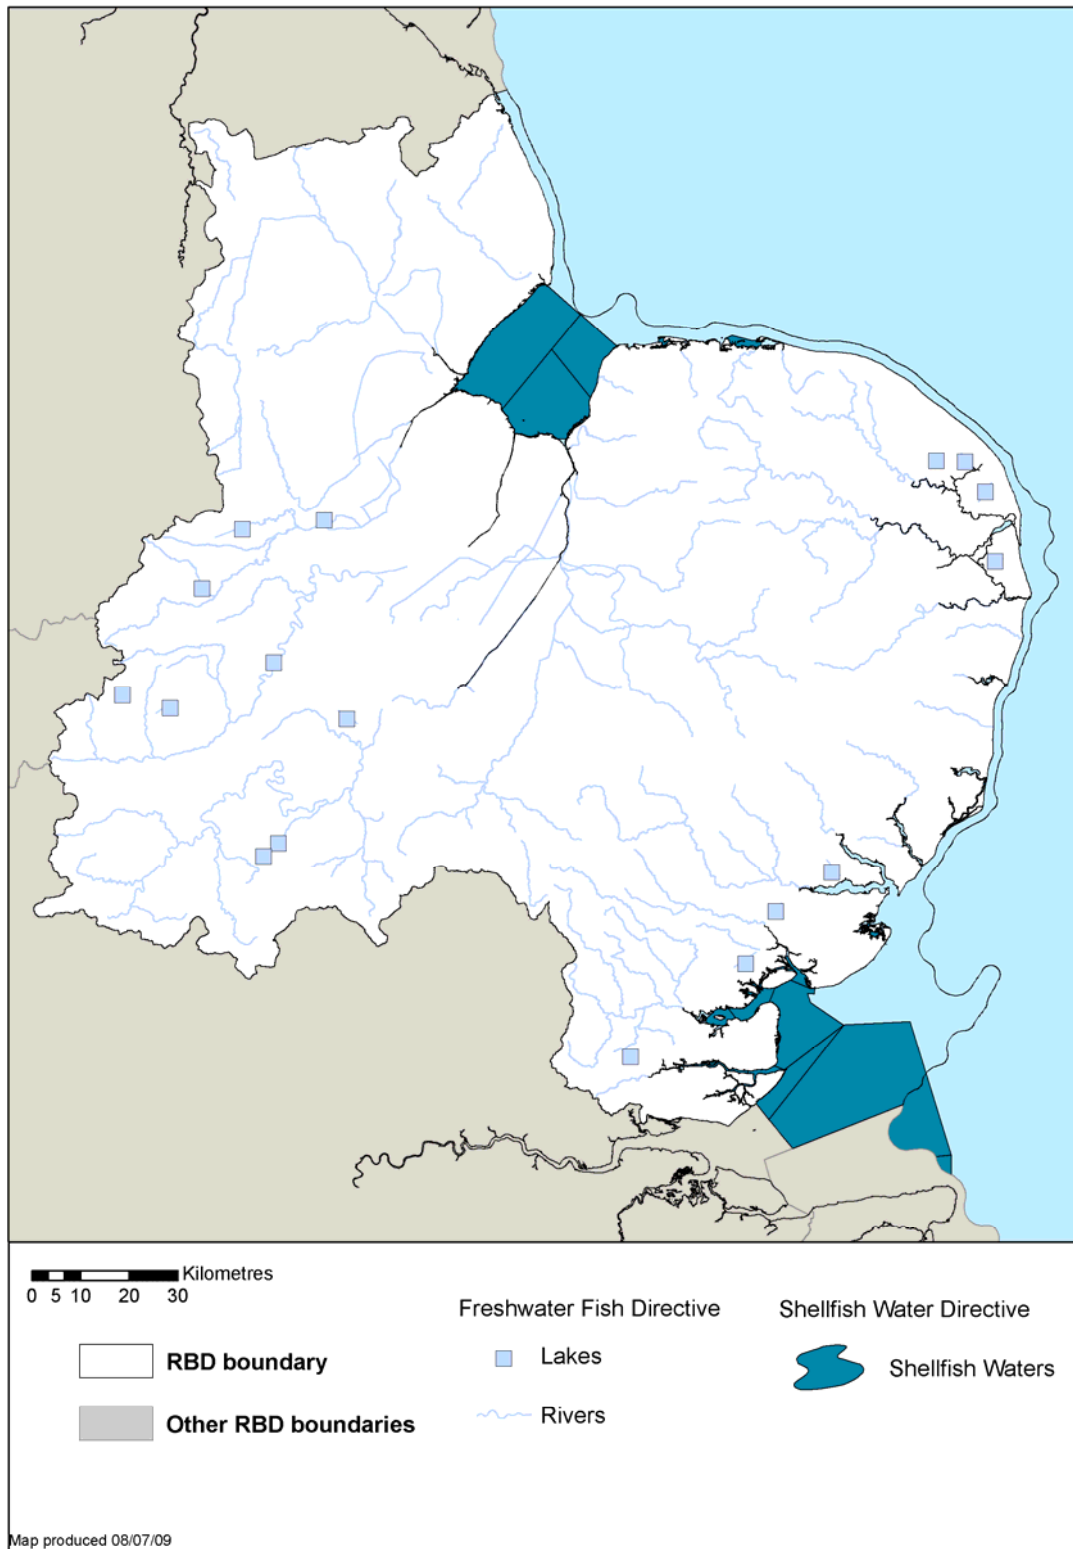 Kilometres
0 5 10 20 30
RBD boundary
Other RBD boundaries
Freshwater Fish Directive
Lakes
Rivers
Shellfish Water Directive
Shellfish Waters
Map produced 08/07/09